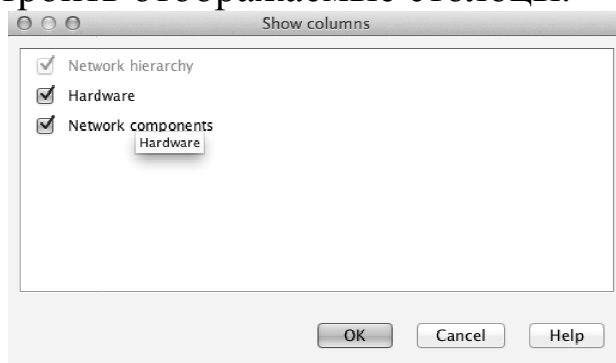 отображаемые столбцы.
Show columns
Network hierarchy
Hardware
Network components
Hardware
OK Cancel Help